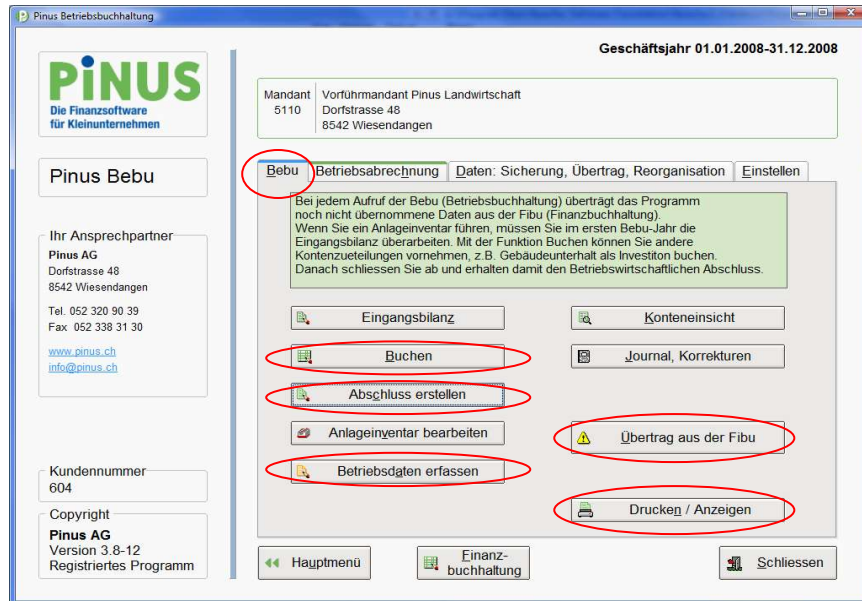 Pinus Betriebsbuchhaltung
Geschäftsjahr 01.01.2008-31.12.2008
PiNUS
Die Finanzsoftware
für Kleinunternehmen
Mandant
5110
Vorführmandant Pinus Landwirtschaft
Dorfstrasse 48
8542 Wiesendangen
Pinus Bebu
Bebu Betriebsabrechnung Daten: Sicherung, Übertrag, Reorganisation Einstellen
Bei jedem Aufruf der Bebu (Betriebsbuchhaltung) überträgt das Programm
noch nicht übernommene Daten aus der Fibu (Finanzbuchhaltung).
Wenn Sie ein Anlageinventar führen, müssen Sie im ersten Bebu-Jahr die
Eingangsbilanz überarbeiten. Mit der Funktion Buchen können Sie andere
Kontenzueteilungen vornehmen, z.B. Gebäudeunterhalt als Investiton buchen.
Danach schliessen Sie ab und erhalten damit den Betriebswirtschaftlichen Abschluss.
Ihr Ansprechpartner
Pinus AG
Dorfstrasse 48
8542 Wiesendangen
Tel. 052 320 90 39
Fax 052 338 31 30
www.pinus.ch
info@pinus.ch
Eingangsbilanz
Konteneinsicht
Buchen
Journal, Korrekturen
Abschluss erstellen
Anlageinventar bearbeiten
Übertrag aus der Fibu
Betriebsdaten erfassen
Drucken / Anzeigen
Kundennummer
604
Copyright
Pinus AG
Version 3.8-12
Registriertes Programm
Hauptmenü
Finanz-
buchhaltung
Schliessen